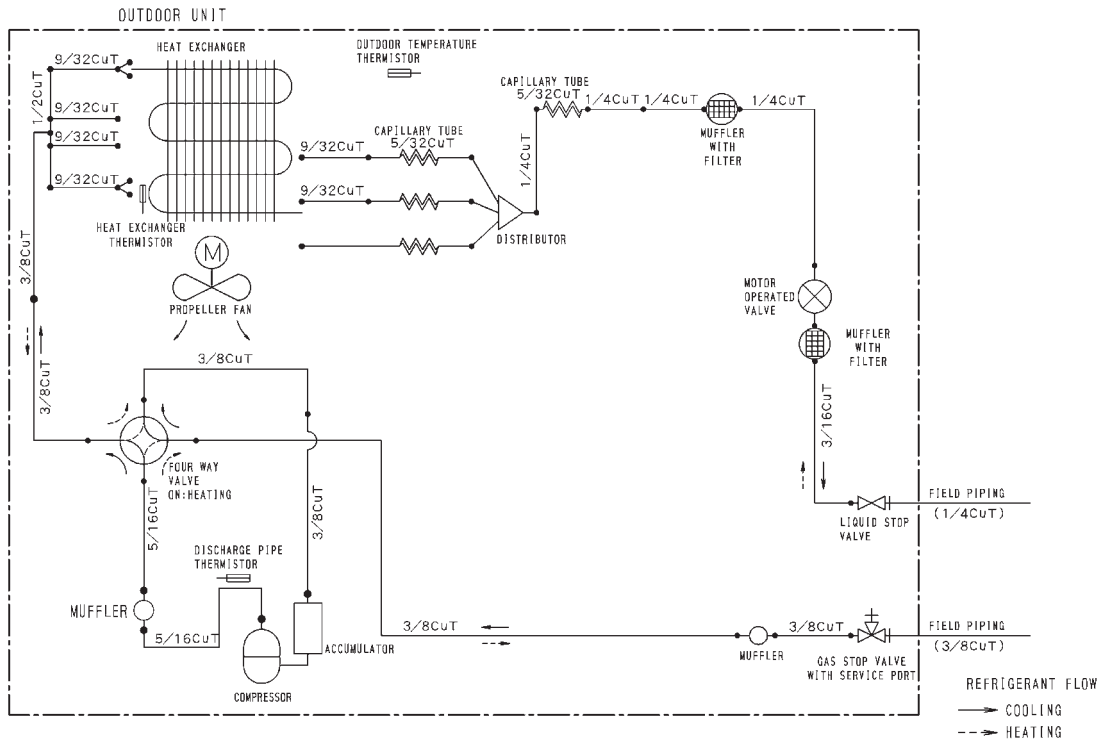 OUTDOOR UNIT
HEAT EXCHANGER
OUTDOOR TEMPERATURE
THERMISTOR
9/32CuT
1/2CuT
9/32CuT
9/32CuT
9/32CuT
HEAT EXCHANGER
THERMISTOR
CAPILLARY TUBE
5/32CuT
1/4CuT
1/4CuT
1/4CuT
MUFFLER
WITH
FILTER
CAPILLARY TUBE
5/32CuT
9/32CuT
9/32CuT
1/4CuT
DISTRIBUTOR
M
PROPELLER FAN
3/8CuT
3/8CuT
3/8CuT
MOTOR
OPERATED
VALVE
MUFFLER
WITH
FILTER
3/16CuT
FOUR WAY
VALVE
ON:HEATING
5/16CuT
3/8CuT
LIQUID STOP
VALVE
FIELD PIPING
(1/4CuT)
DISCHARGE PIPE
THERMISTOR
MUFFLER
5/16CuT
COMPRESSOR
ACCUMULATOR
3/8CuT
MUFFLER
3/8CuT
GAS STOP VALVE
WITH SERVICE PORT
FIELD PIPING
(3/8CuT)
REFRIGERANT FLOW
COOLING
HEATING